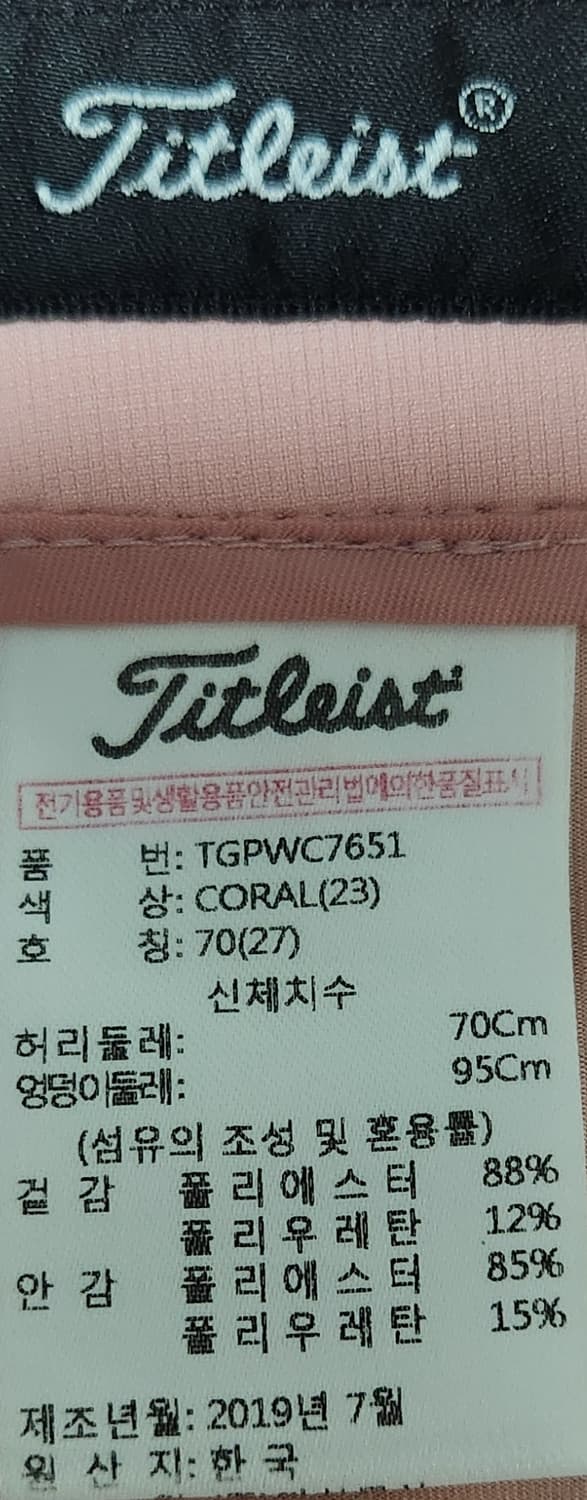 Titleist®
Titleist
전기용품및생활용품안전관리법에의한품질표시
품 번: TGPWC7651
색 상: CORAL(23)
호 칭: 70(27)
신체치수
허리둘레: 70Cm
엉덩이둘레: 95Cm
(섬유의 조성 및 혼용률)
겉 감 폴리에스터 88%
폴리우레탄 12%
안 감 폴리에스터 85%
폴리우레탄 15%
제조년월: 2019년 7월
원 산 지: 한 국